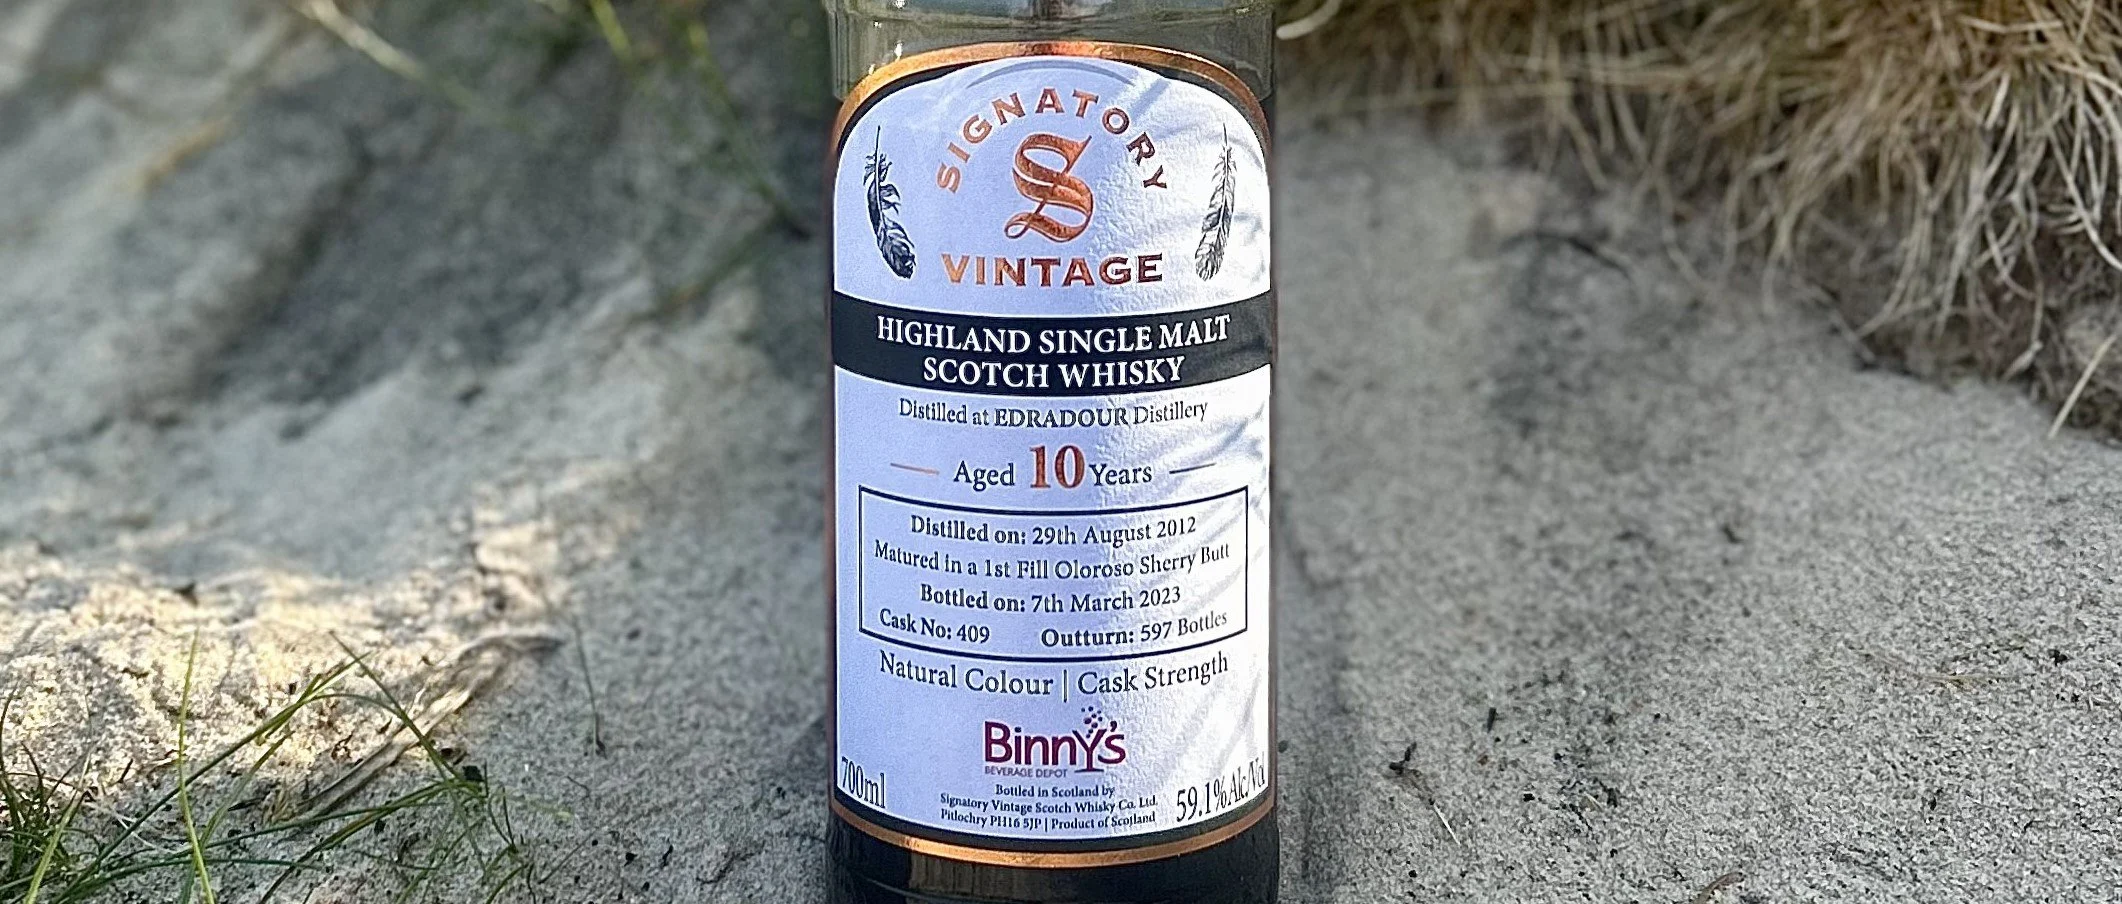 SIGNATORY
S
VINTAGE
HIGHLAND SINGLE MALT
SCOTCH WHISKY
Distilled at EDRADOUR Distillery
Aged 10 Years
Distilled on: 29th August 2012
Matured in a 1st Fill Oloroso Sherry Butt
Bottled on: 7th March 2023
Cask No: 409 Outturn: 597 Bottles
Natural Colour | Cask Strength
Binny's
BEVERAGE DEPOT
700ml
Bottled in Scotland by
Signatory Vintage Scotch Whisky Co. Ltd.
Pitlochry PH16 5JP | Product of Scotland
59.1% Alc/Vol